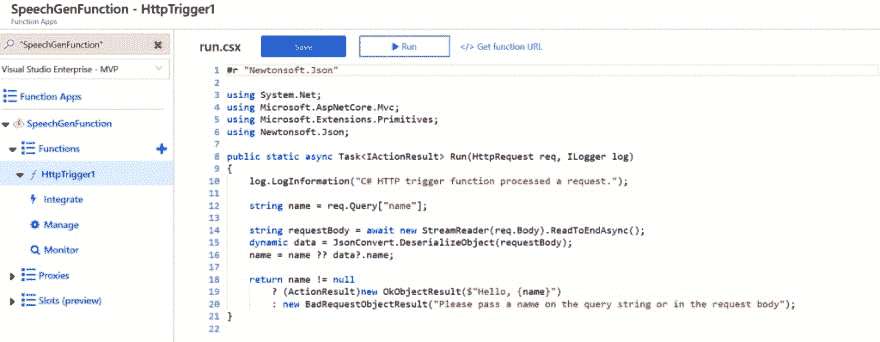 SpeechGenFunction - HttpTrigger1
Function Apps
"SpeechGenFunction"
Visual Studio Enterprise - MVP
Function Apps
SpeechGenFunction
Functions
HttpTrigger1
Integrate
Manage
Monitor
Proxies
Slots (preview)
run.csx Save Run </> Get function URL
1 #r "Newtonsoft.Json"
2
3 using System.Net;
4 using Microsoft.AspNetCore.Mvc;
5 using Microsoft.Extensions.Primitives;
6 using Newtonsoft.Json;
7
8 public static async Task<IActionResult> Run(HttpRequest req, ILogger log)
9 {
10 log.LogInformation("C# HTTP trigger function processed a request.");
11
12 string name = req.Query["name"];
13
14 string requestBody = await new StreamReader(req.Body).ReadToEndAsync();
15 dynamic data = JsonConvert.DeserializeObject(requestBody);
16 name = name ?? data?.name;
17
18 return name != null
19 ? (ActionResult)new OkObjectResult($"Hello, {name}")
20 : new BadRequestObjectResult("Please pass a name on the query string or in the request body");
21 }
22